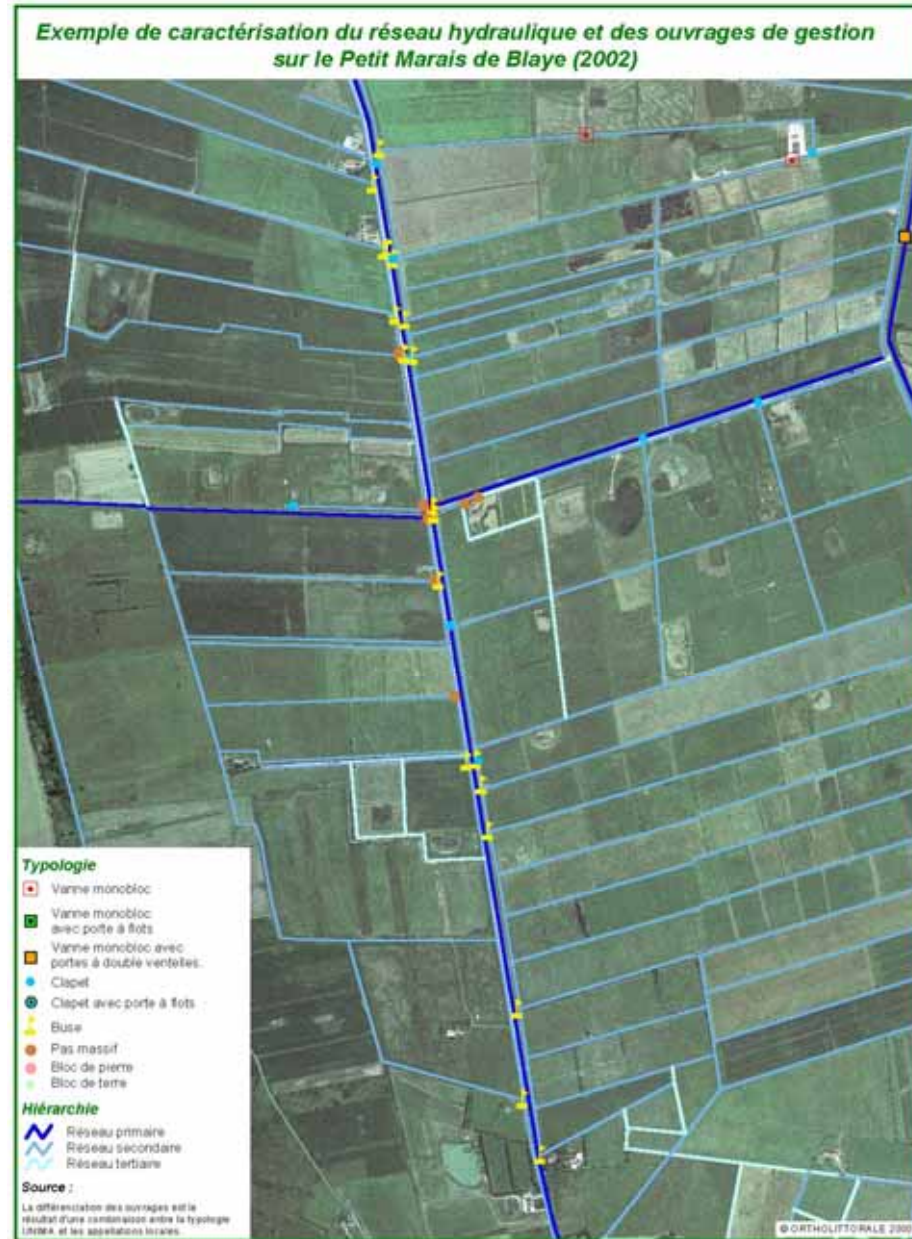 Exemple de caractérisation du réseau hydraulique et des ouvrages de gestion
sur le Petit Marais de Blaye (2002)
Typologie
Vanne monobloc
Vanne monobloc
avec porte à flots
Vanne monobloc avec
portes à double ventelles.
Clapet
Clapet avec porte à flots
Buse
Pas massif
Bloc de pierre
Bloc de terre
Hiérarchie
Réseau primaire
Réseau secondaire
Réseau tertiaire
Source :
La différenciation des ouvrages est le
résultat d'une combinaison entre la typologie
UNIMA et les appellations locales.
© ORTHOLITTORALE 2000